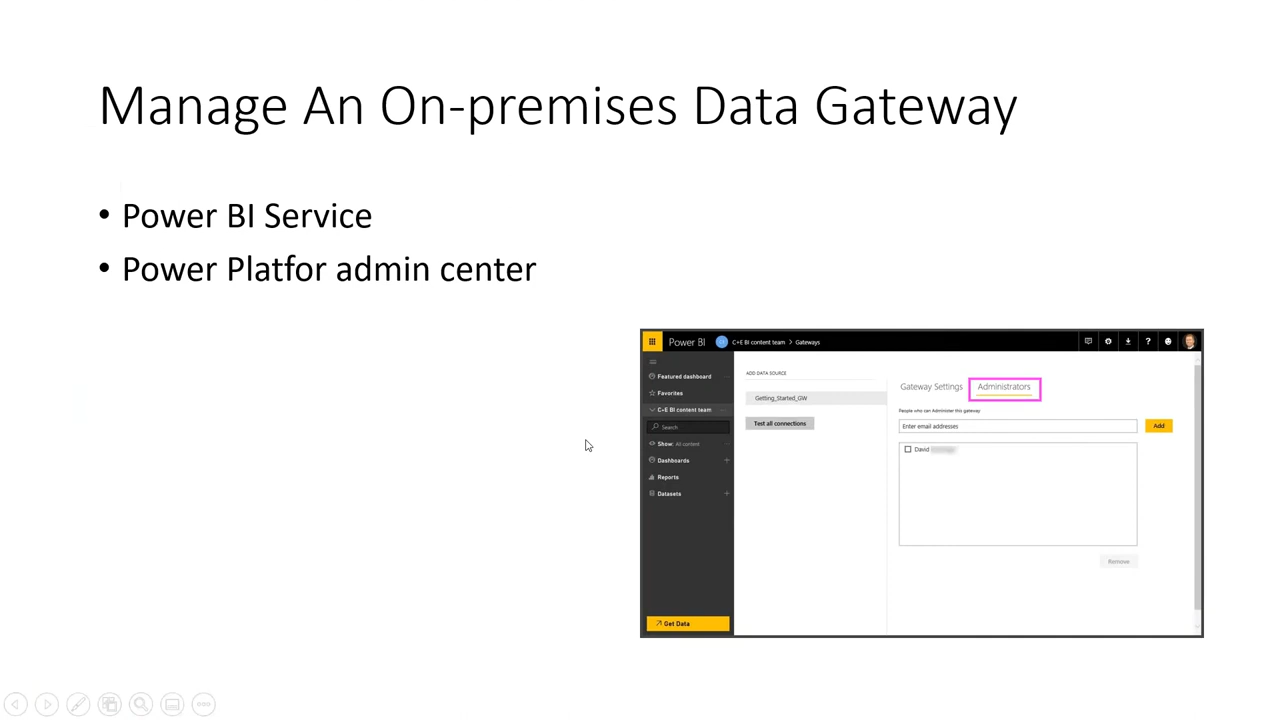 Manage An On-premises Data Gateway
• Power BI Service
• Power Platfor admin center
Power BI
C+E BI content team > Gateways
?
Featured dashboard
Favorites
C+E BI content team
Search
Show: All content
Dashboards +
Reports
Datasets +
Get Data
ADD DATA SOURCE
Getting_Started_GW
Test all connections
Gateway Settings
Administrators
People who can Administer this gateway
Enter email addresses
Add
David
Remove